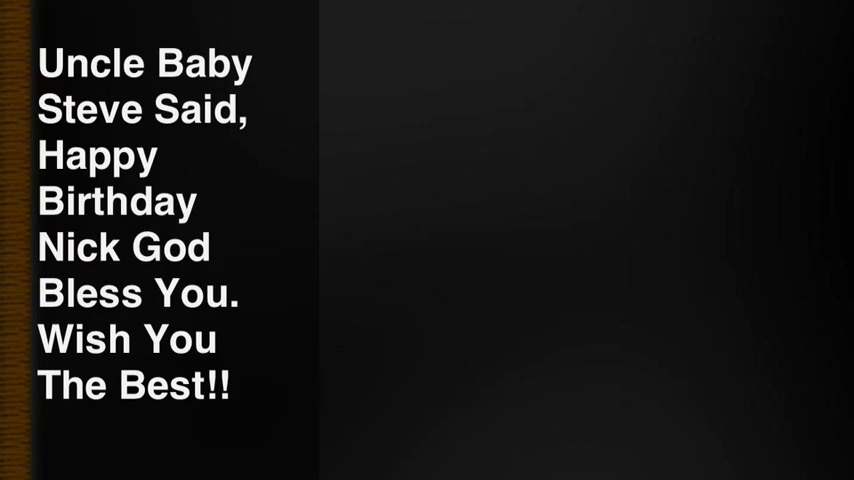 Uncle Baby
Steve Said,
Happy
Birthday
Nick God
Bless You.
Wish You
The Best!!